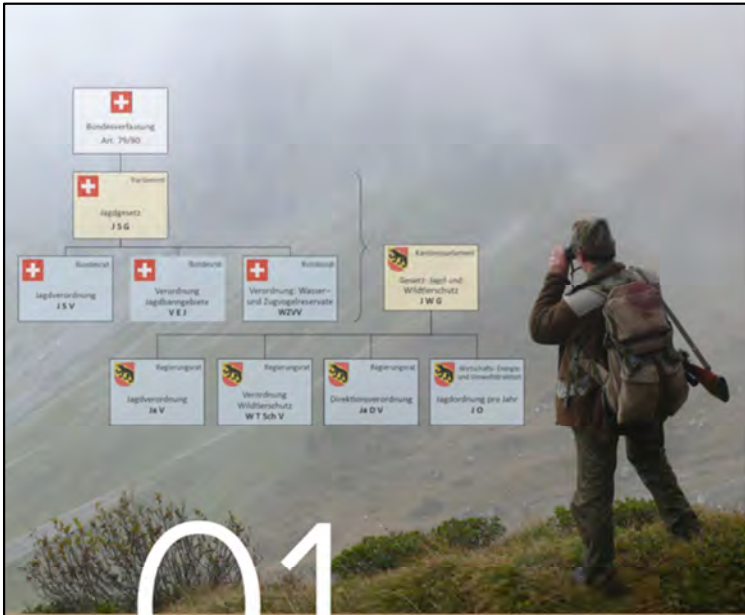 Bundesverfassung
Art. 79/80
Parlament
Jagdgesetz
J S G
Bundesrat
Jagdverordnung
J S V
Bundesrat
Verordnung
Jagdbanngebiete
V E J
Bundesrat
Verordnung: Wasser-
und Zugvogelreservate
WZVV
Kantonsparlament
Gesetz: Jagd- und
Wildtierschutz
J W G
Regierungsrat
Jagdverordnung
Ja V
Regierungsrat
Verordnung
Wildtierschutz
W T Sch V
Regierungsrat
Direktionsverordnung
Ja D V
Wirtschafts- Energie-
und Umweltdirektion
Jagdordnung pro Jahr
J O
01